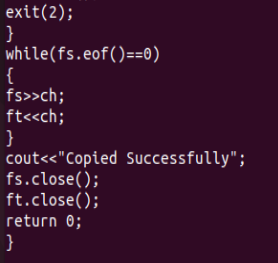 exit(2);
}
while(fs.eof()==0)
{
fs>>ch;
ft<<ch;
}
cout<<"Copied Successfully";
fs.close();
ft.close();
return 0;
}